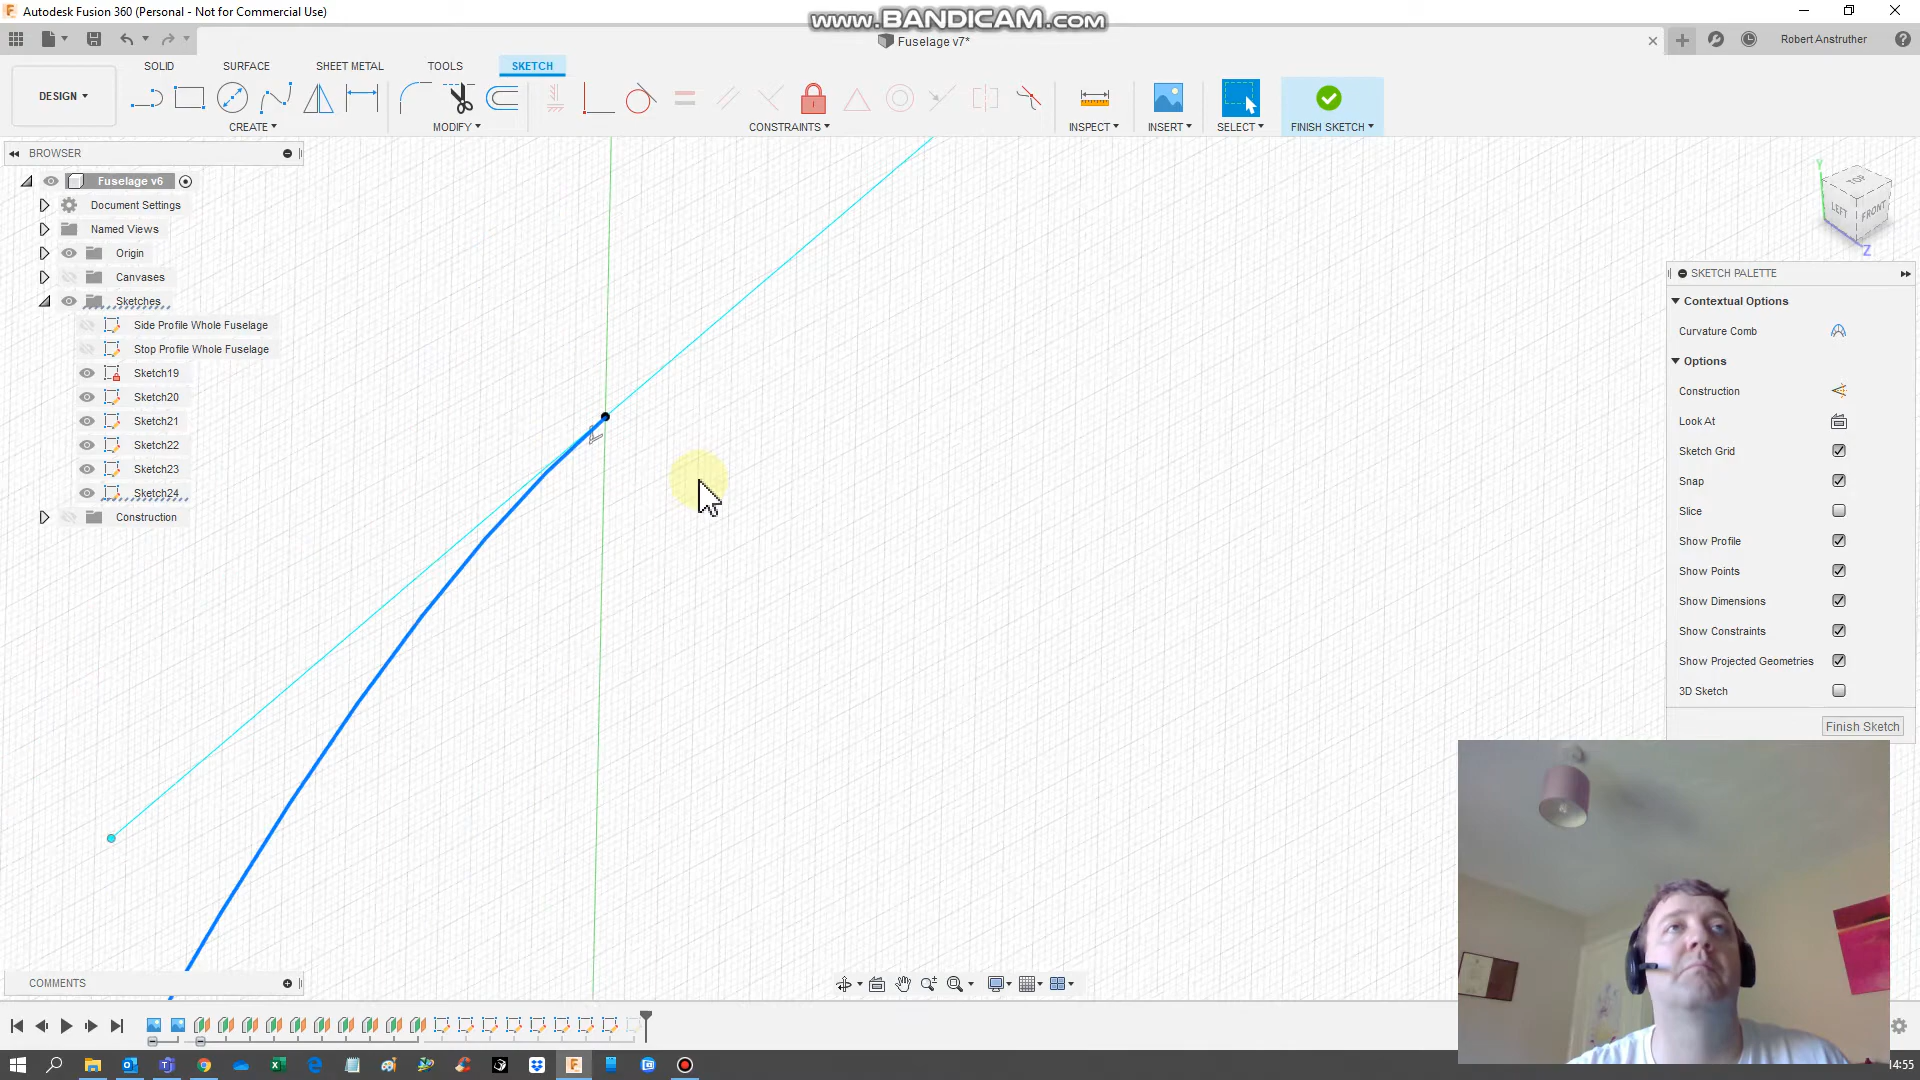 Autodesk Fusion 360 (Personal - Not for Commercial Use)
WWW.BANDICAM.COM
Fuselage v7*
Robert Anstruther
SOLID
SURFACE
SHEET METAL
TOOLS
SKETCH
DESIGN
CREATE
MODIFY
CONSTRAINTS
INSPECT
INSERT
SELECT
FINISH SKETCH
BROWSER
Fuselage v6
Document Settings
Named Views
Origin
Canvases
Sketches
Side Profile Whole Fuselage
Stop Profile Whole Fuselage
Sketch19
Sketch20
Sketch21
Sketch22
Sketch23
Sketch24
Construction
Y
TOP
LEFT
FRONT
Z
SKETCH PALETTE
Contextual Options
Curvature Comb
Options
Construction
Look At
Sketch Grid
Snap
Slice
Show Profile
Show Points
Show Dimensions
Show Constraints
Show Projected Geometries
3D Sketch
Finish Sketch
COMMENTS
14:55